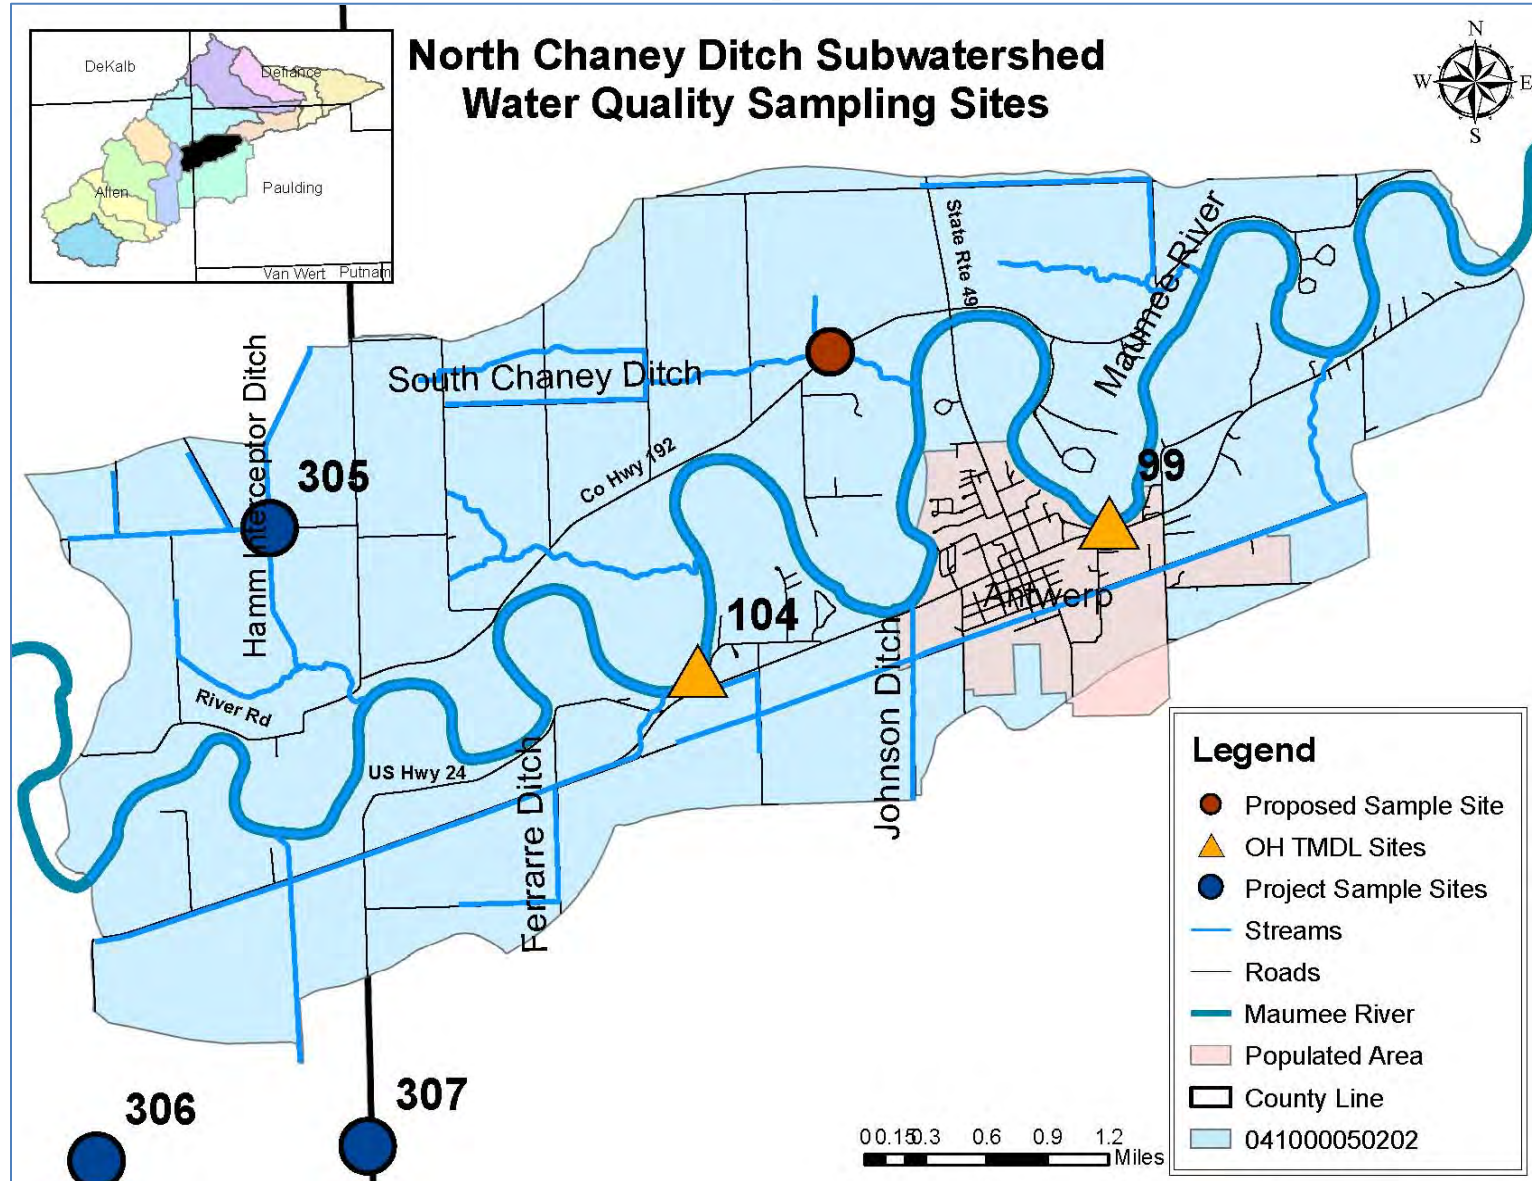 North Chaney Ditch Subwatershed
Water Quality Sampling Sites
N
W E
S
DeKalb
Defiance
Allen
Paulding
Van Wert
Putnam
State Rte 49
Maumee River
South Chaney Ditch
Hamm Interceptor Ditch
305
Co Hwy 192
99
Antwerp
104
Johnson Ditch
River Rd
US Hwy 24
Ferrarre Ditch
306
307
Legend
Proposed Sample Site
OH TMDL Sites
Project Sample Sites
Streams
Roads
Maumee River
Populated Area
County Line
041000050202
0 0.15 0.3 0.6 0.9 1.2
Miles